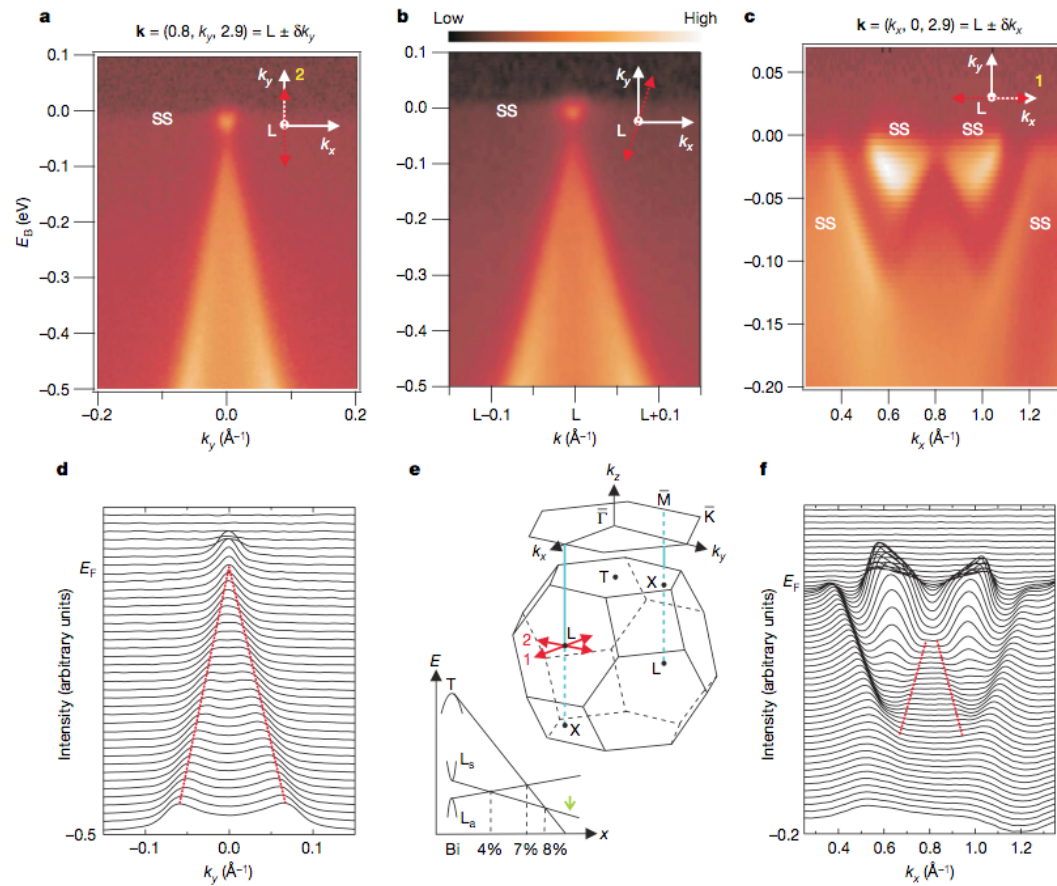 a
k = (0.8, ky, 2.9) = L ± δky
0.1
0.0
−0.1
−0.2
−0.3
−0.4
−0.5
EB (eV)
SS
ky
2
L
kx
−0.2 0.0 0.2
ky (Å−1)
b
Low High
0.1
0.0
−0.1
−0.2
−0.3
−0.4
−0.5
SS
ky
L
kx
L−0.1 L L+0.1
k (Å−1)
c
k = (kx, 0, 2.9) = L ± δkx
0.05
0.00
−0.05
−0.10
−0.15
−0.20
ky
1
L
kx
SS SS
SS SS
0.4 0.6 0.8 1.0 1.2
kx (Å−1)
d
EF
Intensity (arbitrary units)
−0.5
−0.1 0.0 0.1
ky (Å−1)
e
kz
M̅
Γ̅
K̅
kx
ky
T
X
L
2
1
L
X
E
T
Ls
La
x
Bi 4% 7% 8%
f
EF
Intensity (arbitrary units)
−0.2
0.4 0.6 0.8 1.0 1.2
kx (Å−1)